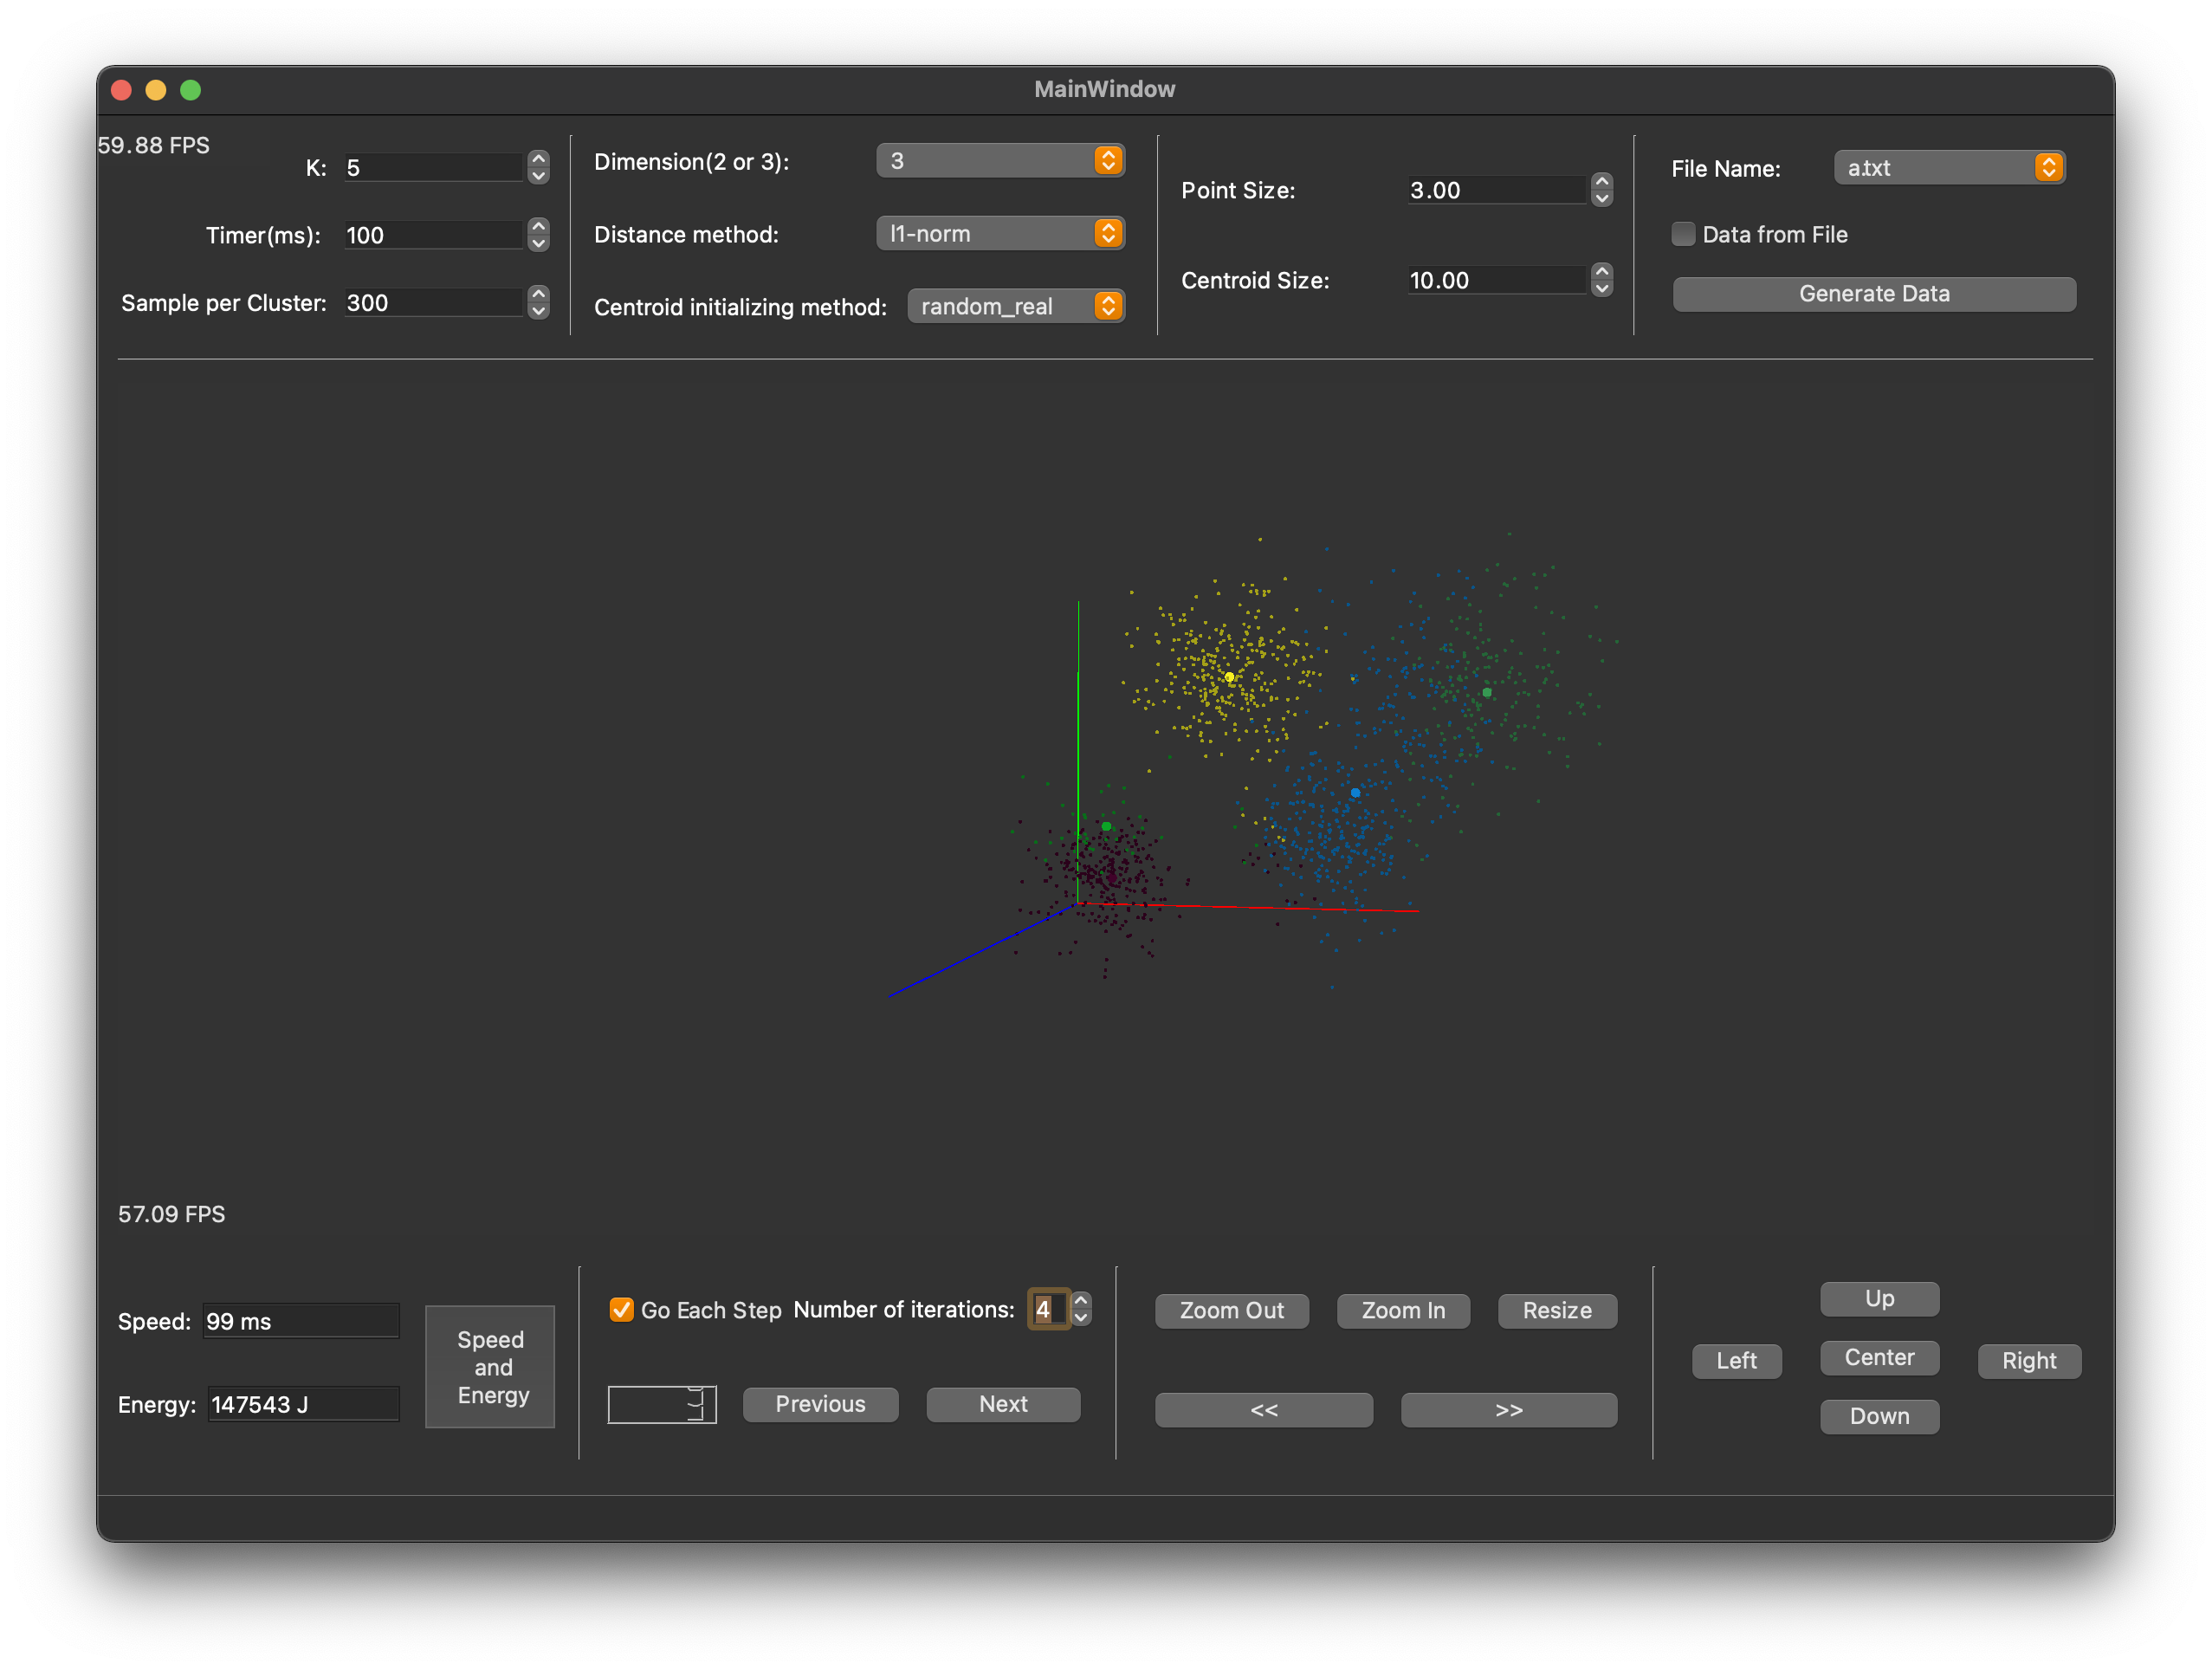 MainWindow
59.88 FPS
K: 5
Timer(ms): 100
Sample per Cluster: 300
Dimension(2 or 3): 3
Distance method: l1-norm
Centroid initializing method: random_real
Point Size: 3.00
Centroid Size: 10.00
File Name: a.txt
Data from File
Generate Data
57.09 FPS
Speed: 99 ms
Energy: 147543 J
Speed
and
Energy
Go Each Step Number of iterations: 4
Previous Next
Zoom Out Zoom In Resize
<< >>
Up
Left Center Right
Down